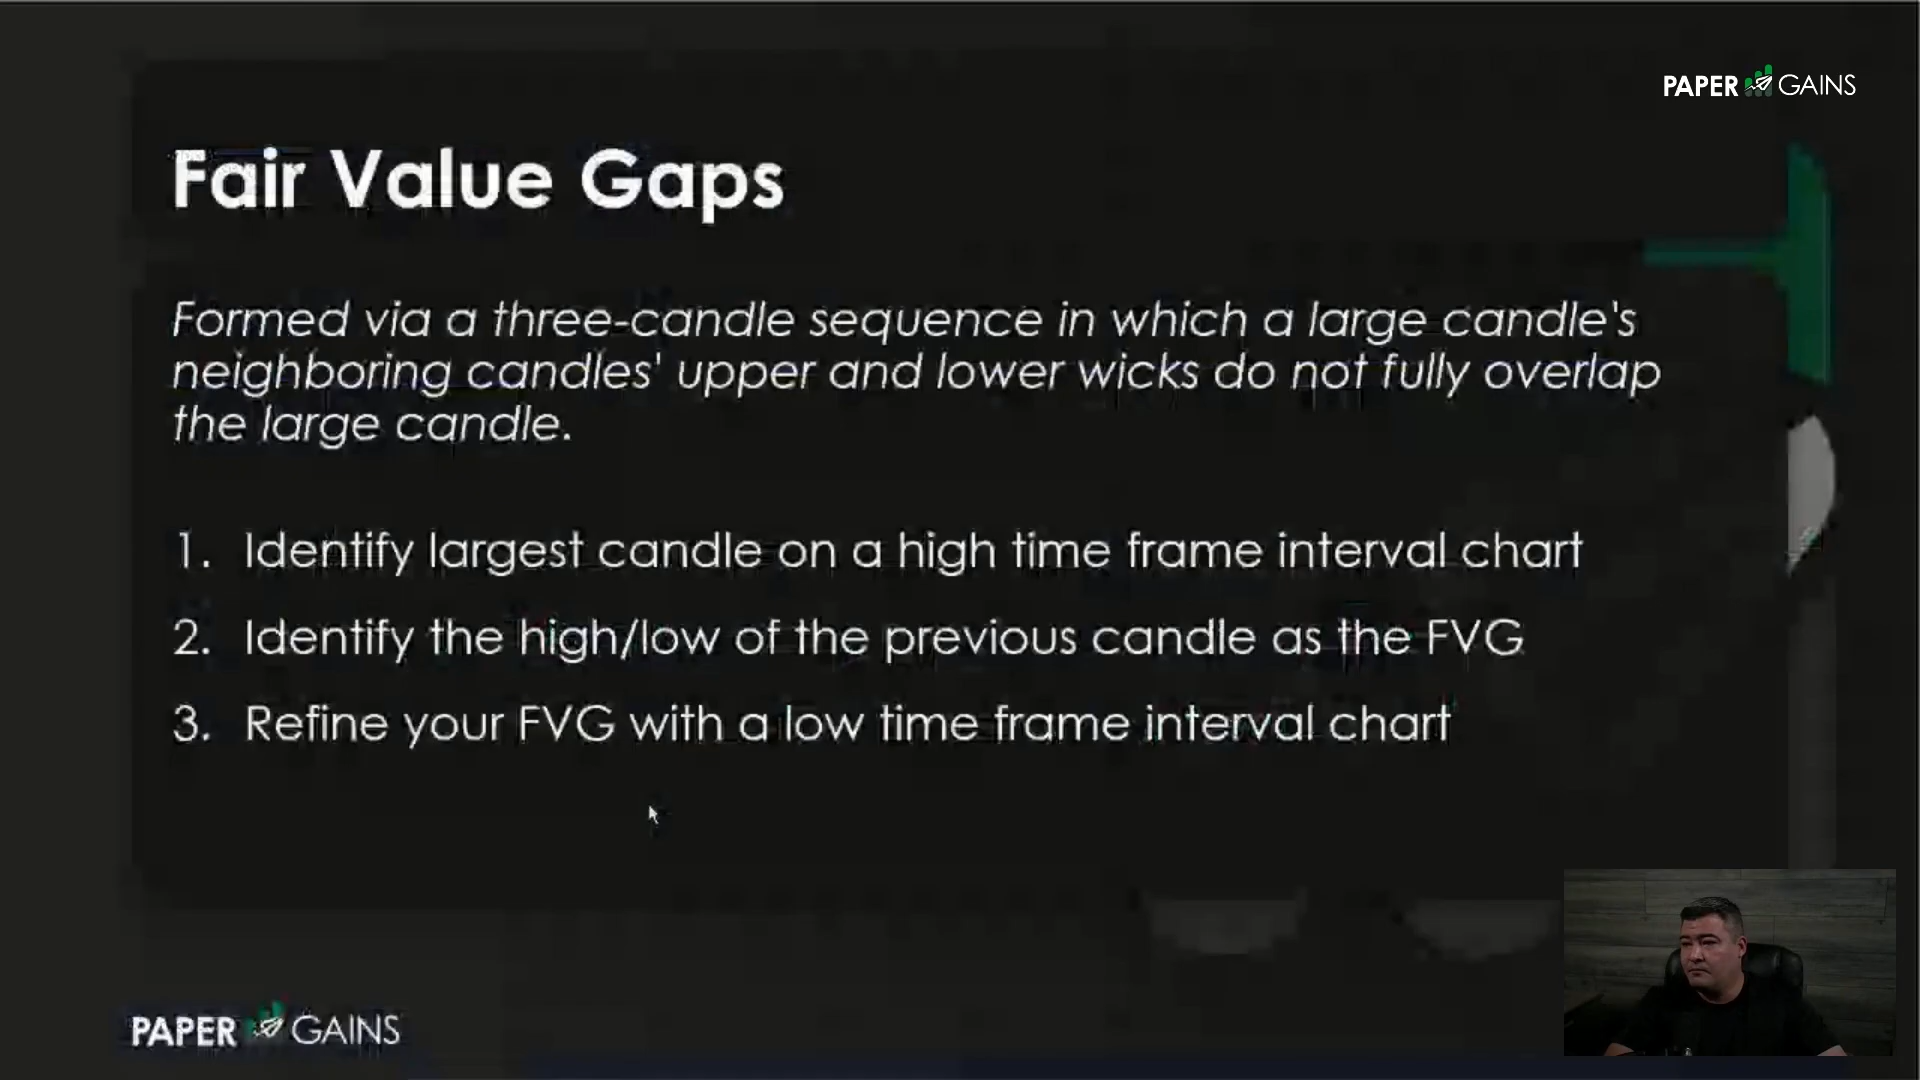 PAPER GAINS
Fair Value Gaps
Formed via a three-candle sequence in which a large candle's
neighboring candles' upper and lower wicks do not fully overlap
the large candle.
1. Identify largest candle on a high time frame interval chart
2. Identify the high/low of the previous candle as the FVG
3. Refine your FVG with a low time frame interval chart
PAPER GAINS